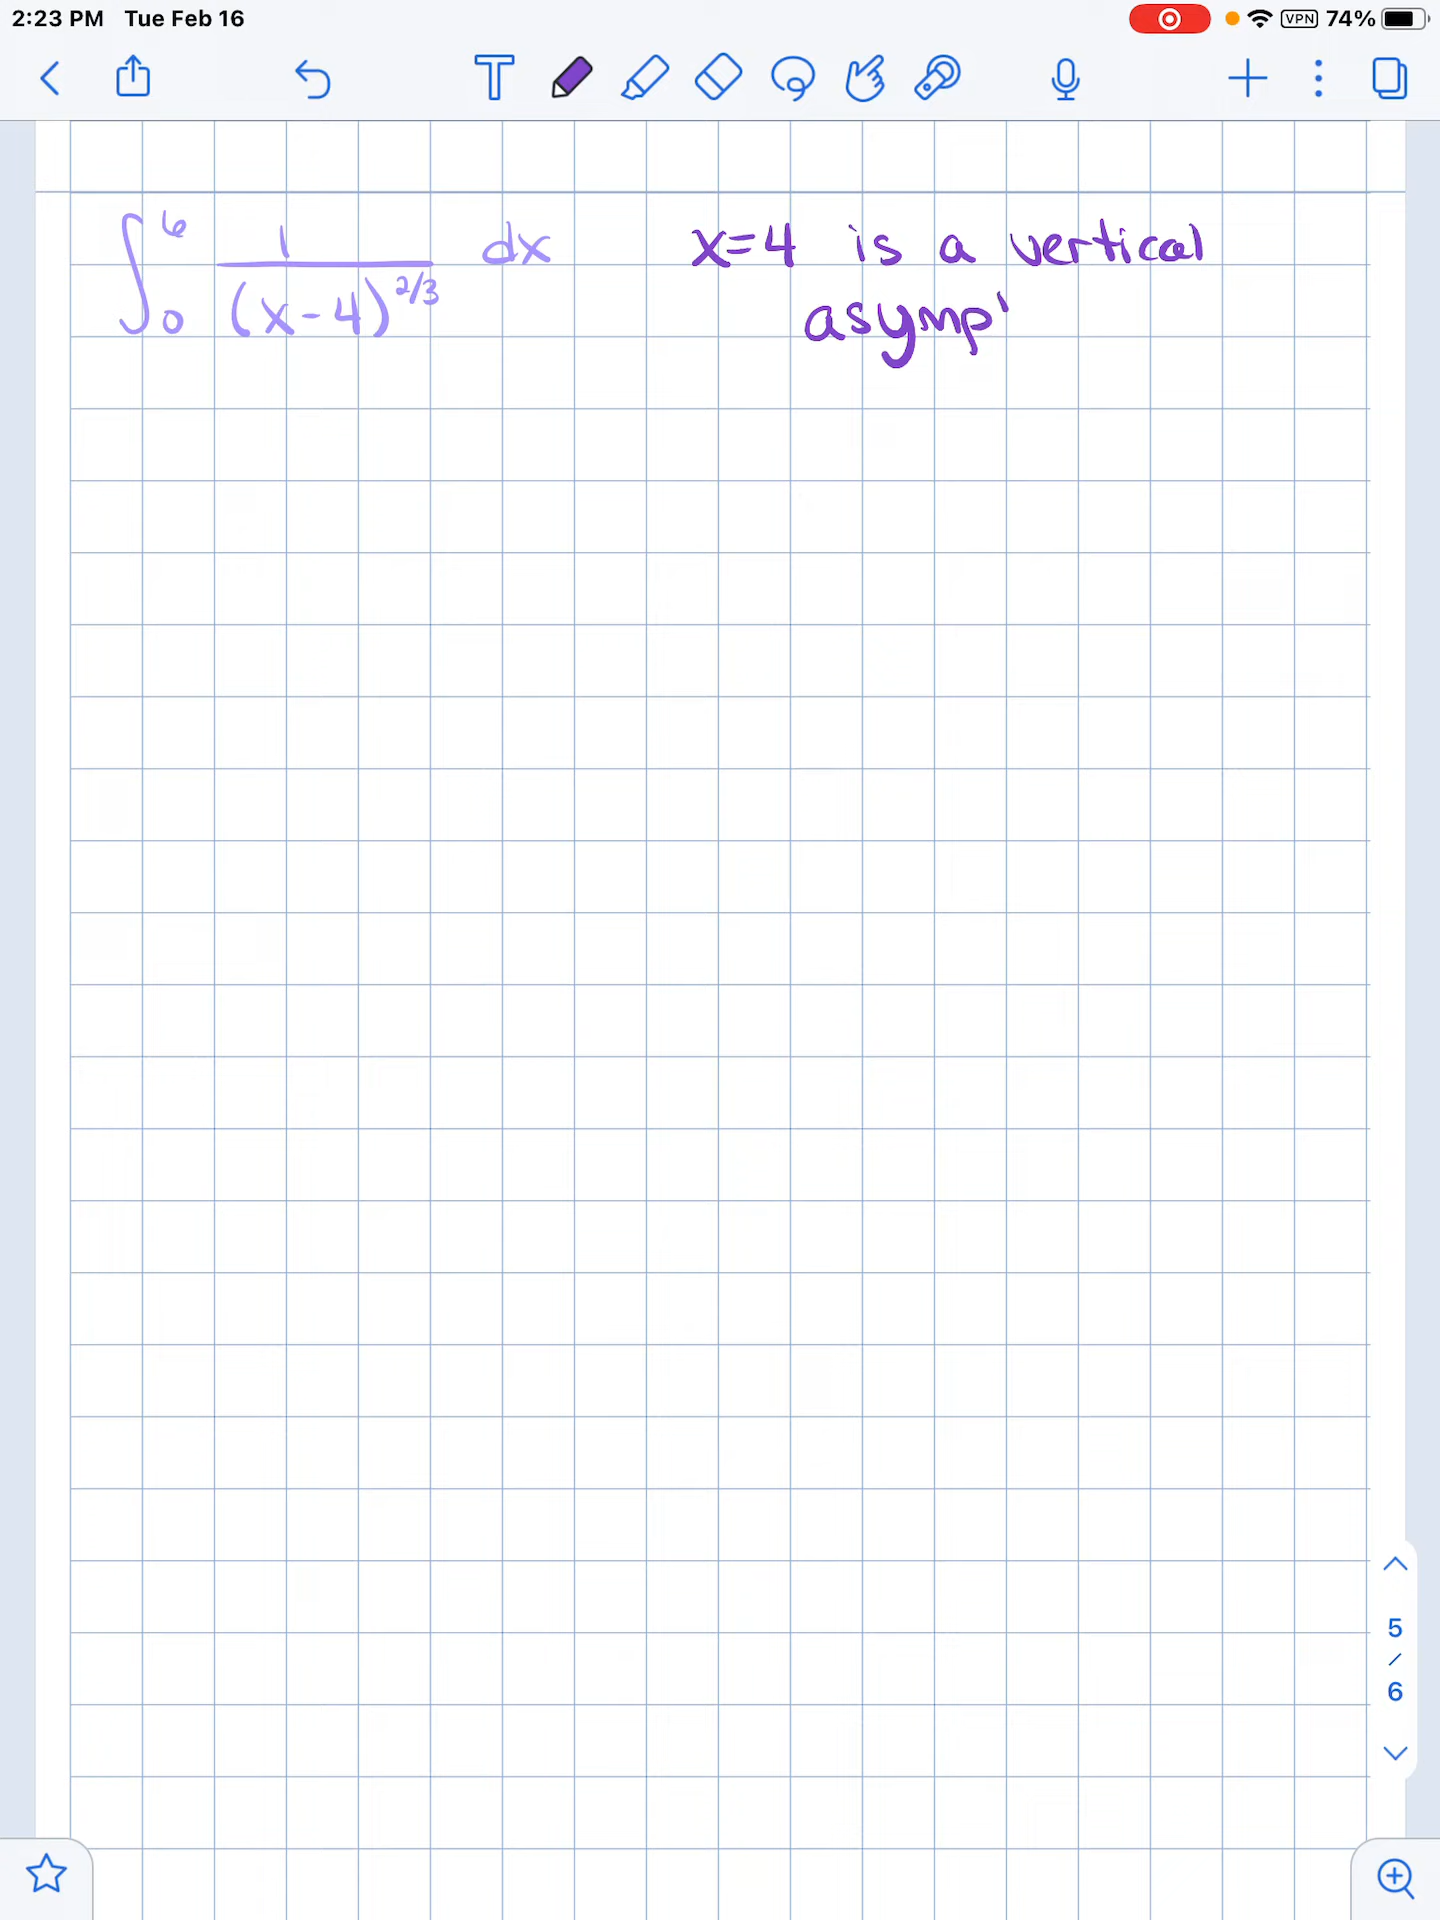 2:23 PM Tue Feb 16 VPN 74%
T
∫₀⁶ 1/(x-4)^(2/3) dx x=4 is a vertical
asymp'
5
/
6